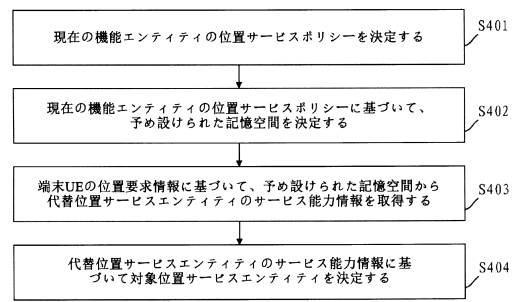 現在の機能エンティティの位置サービスポリシーを決定する
S401
現在の機能エンティティの位置サービスポリシーに基づいて、
予め設けられた記憶空間を決定する
S402
端末UEの位置要求情報に基づいて、予め設けられた記憶空間から
代替位置サービスエンティティのサービス能力情報を取得する
S403
代替位置サービスエンティティのサービス能力情報に基
づいて対象位置サービスエンティティを決定する
S404